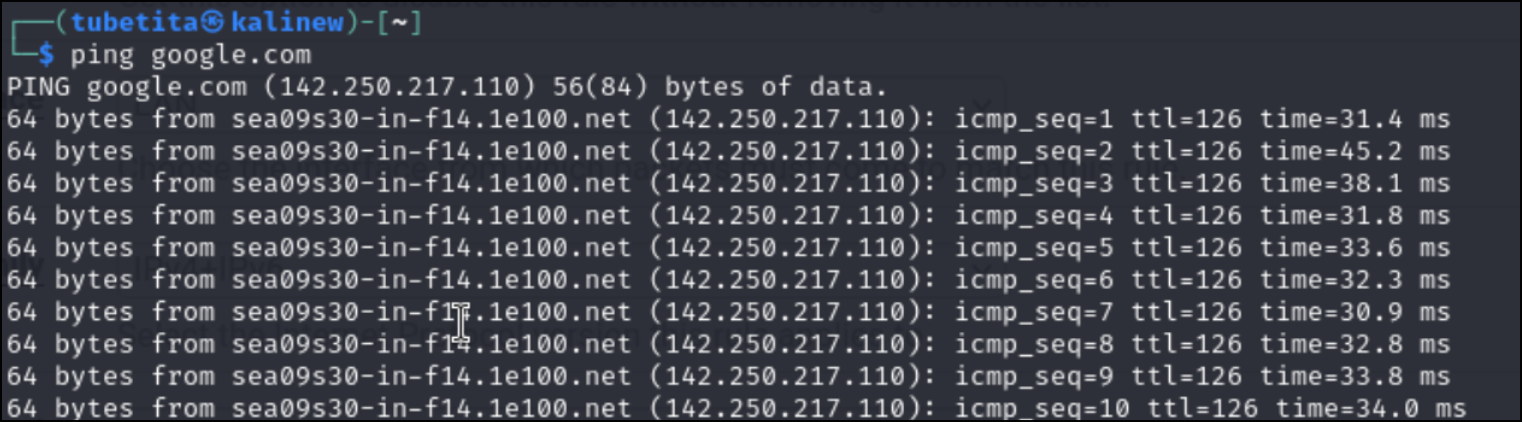 ┌──(tubetita㉿kalinew)-[~]
└─$ ping google.com
PING google.com (142.250.217.110) 56(84) bytes of data.
64 bytes from sea09s30-in-f14.1e100.net (142.250.217.110): icmp_seq=1 ttl=126 time=31.4 ms
64 bytes from sea09s30-in-f14.1e100.net (142.250.217.110): icmp_seq=2 ttl=126 time=45.2 ms
64 bytes from sea09s30-in-f14.1e100.net (142.250.217.110): icmp_seq=3 ttl=126 time=38.1 ms
64 bytes from sea09s30-in-f14.1e100.net (142.250.217.110): icmp_seq=4 ttl=126 time=31.8 ms
64 bytes from sea09s30-in-f14.1e100.net (142.250.217.110): icmp_seq=5 ttl=126 time=33.6 ms
64 bytes from sea09s30-in-f14.1e100.net (142.250.217.110): icmp_seq=6 ttl=126 time=32.3 ms
64 bytes from sea09s30-in-f14.1e100.net (142.250.217.110): icmp_seq=7 ttl=126 time=30.9 ms
64 bytes from sea09s30-in-f14.1e100.net (142.250.217.110): icmp_seq=8 ttl=126 time=32.8 ms
64 bytes from sea09s30-in-f14.1e100.net (142.250.217.110): icmp_seq=9 ttl=126 time=33.8 ms
64 bytes from sea09s30-in-f14.1e100.net (142.250.217.110): icmp_seq=10 ttl=126 time=34.0 ms